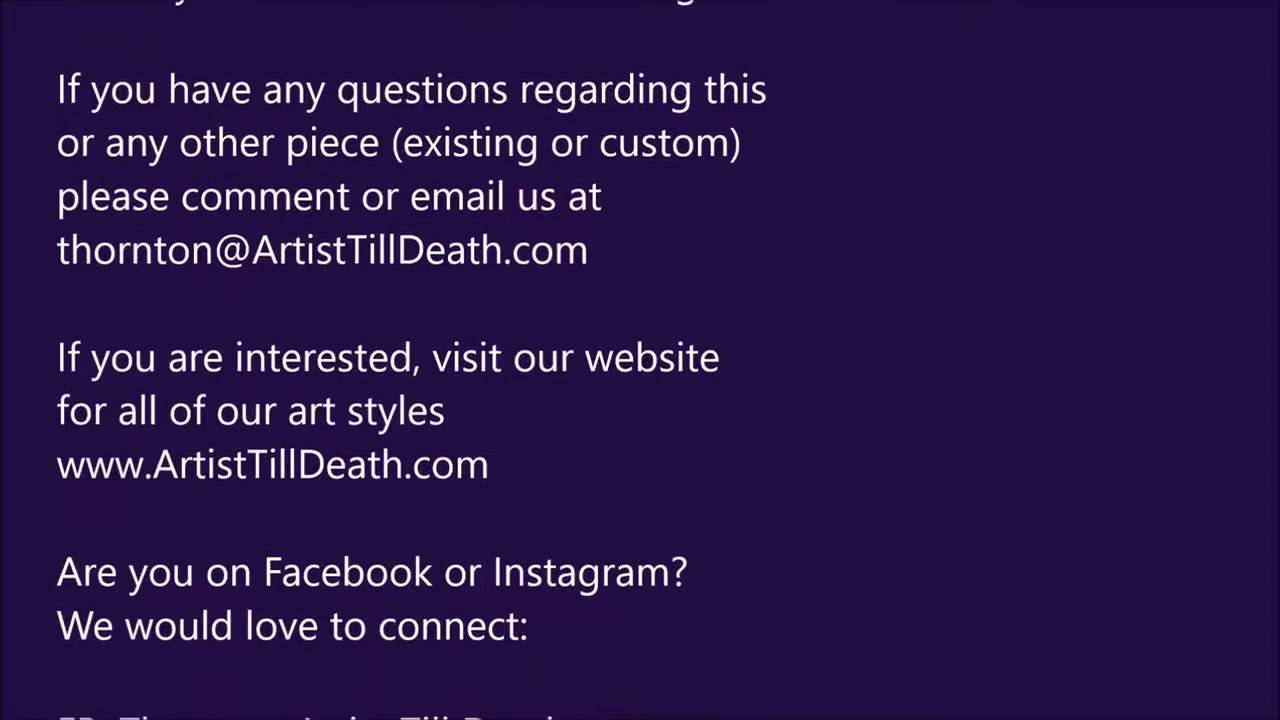 If you have any questions regarding this
or any other piece (existing or custom)
please comment or email us at
thornton@ArtistTillDeath.com
If you are interested, visit our website
for all of our art styles
www.ArtistTillDeath.com
Are you on Facebook or Instagram?
We would love to connect: